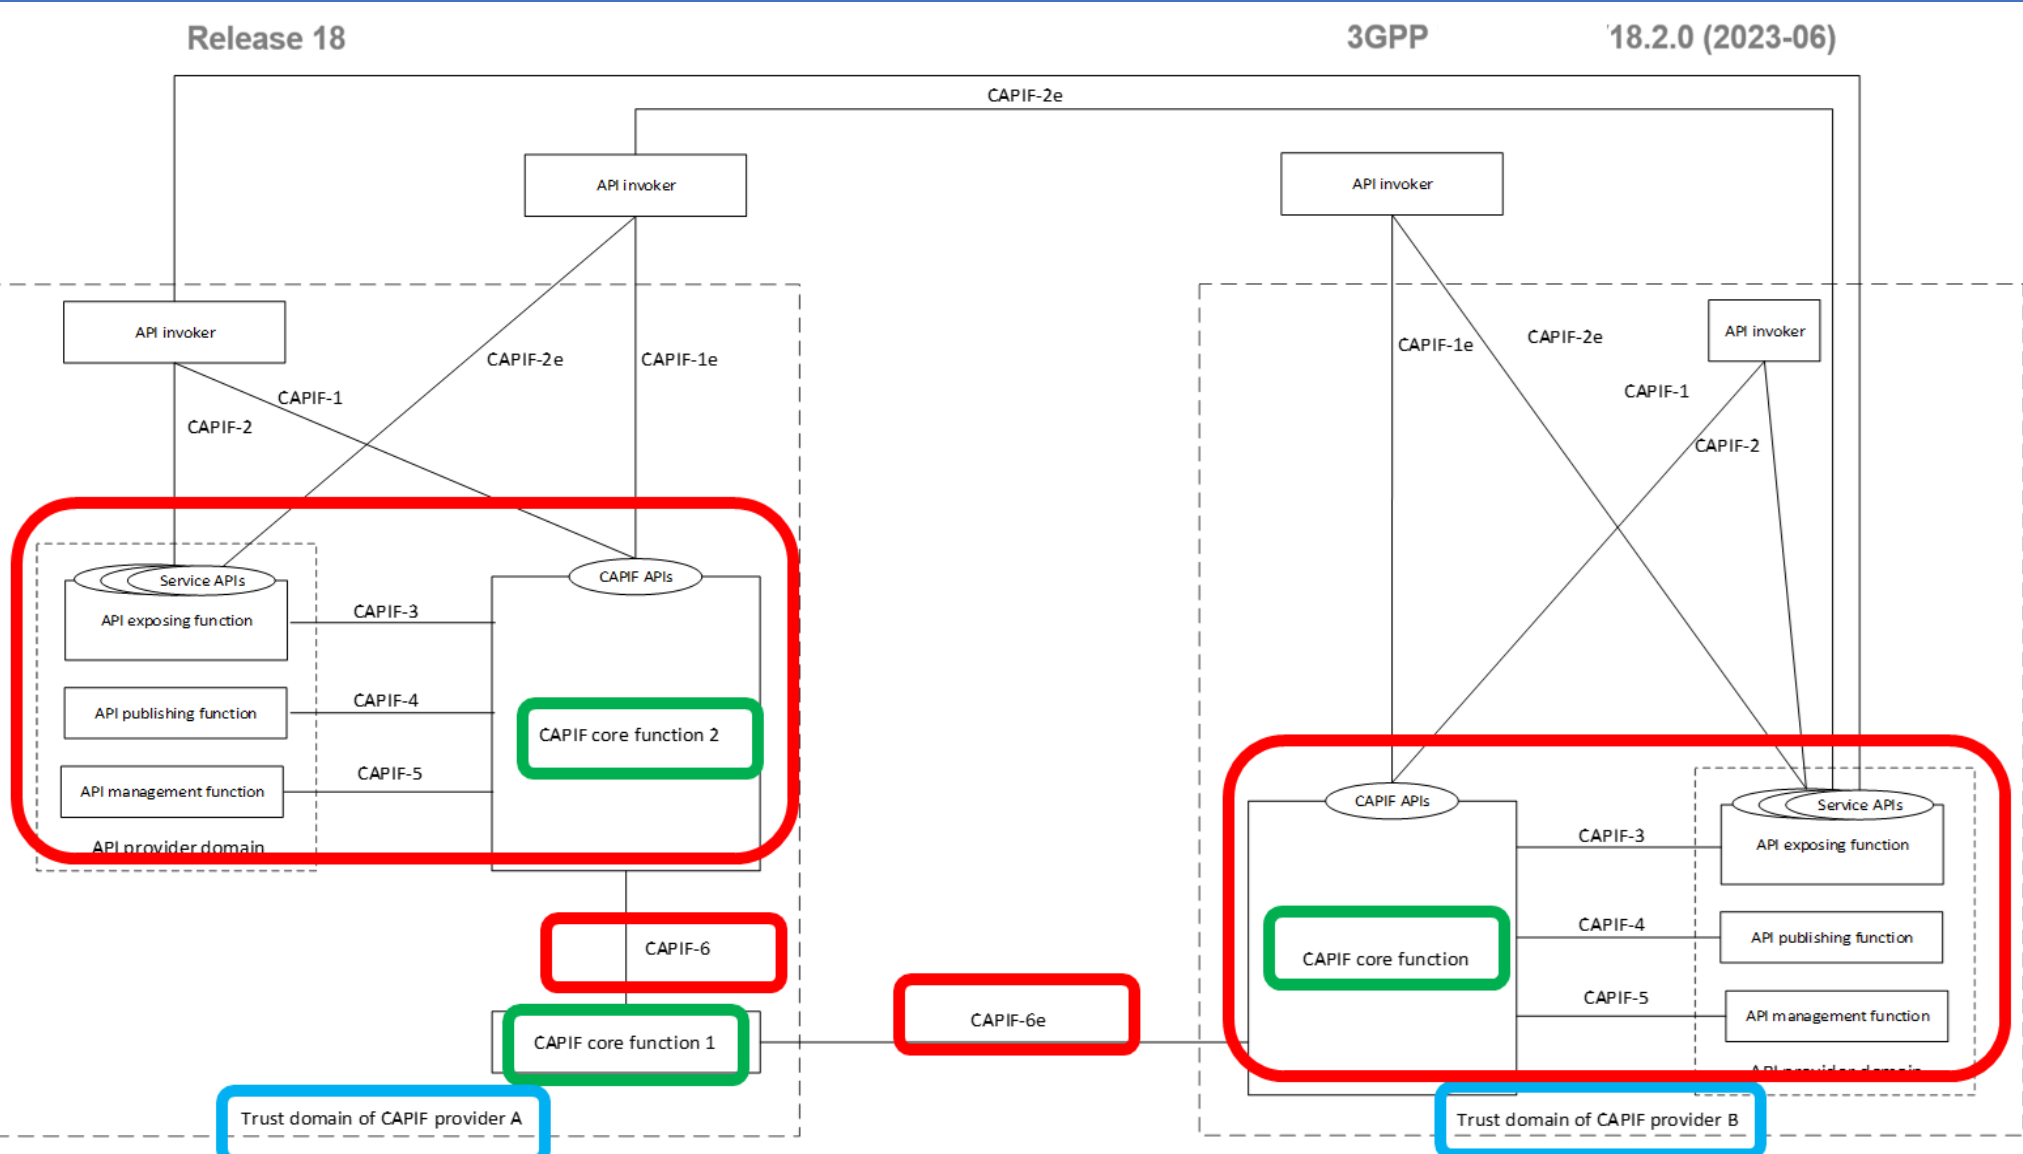 Release 18
3GPP
18.2.0 (2023-06)
CAPIF-2e
API invoker
API invoker
API invoker
API invoker
CAPIF-2e
CAPIF-1e
CAPIF-1
CAPIF-2
CAPIF-1e
CAPIF-2e
CAPIF-1
CAPIF-2
Service APIs
API exposing function
API publishing function
API management function
API provider domain
CAPIF-3
CAPIF-4
CAPIF-5
CAPIF APIs
CAPIF core function 2
CAPIF-6
CAPIF core function 1
CAPIF-6e
Trust domain of CAPIF provider A
CAPIF APIs
CAPIF core function
CAPIF-3
CAPIF-4
CAPIF-5
Service APIs
API exposing function
API publishing function
API management function
API provider domain
Trust domain of CAPIF provider B